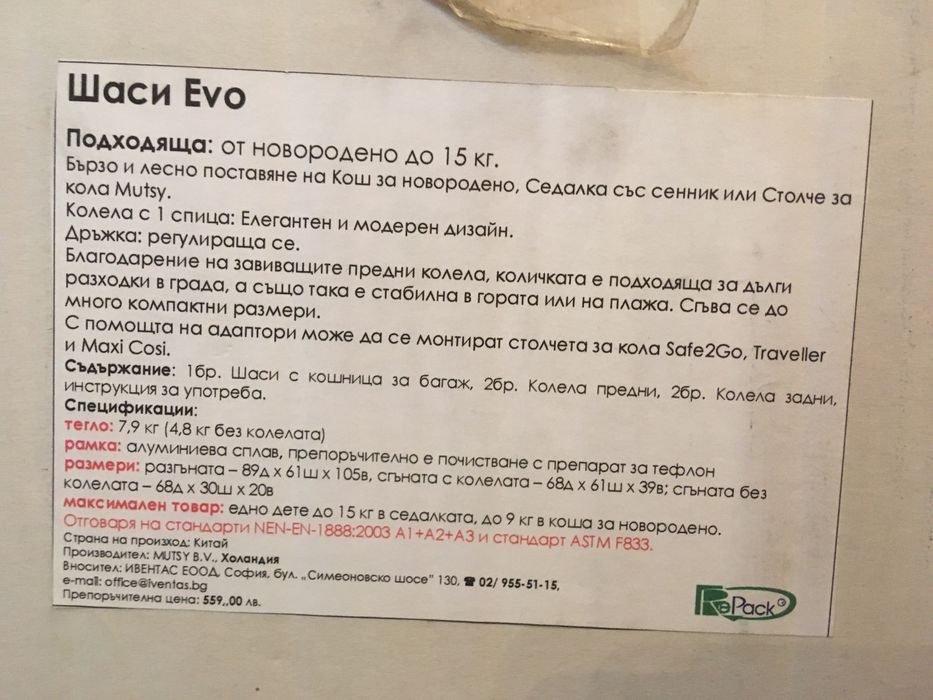 Шаси Evo
Подходяща: от новородено до 15 кг.
Бързо и лесно поставяне на Кош за новородено, Седалка със сенник или Столче за
кола Mutsy.
Колела с 1 спица: Елегантен и модерен дизайн.
Дръжка: регулираща се.
Благодарение на завиващите предни колела, количката е подходяща за дълги
разходки в града, а също така е стабилна в гората или на плажа. Сгъва се до
много компактни размери.
С помощта на адаптори може да се монтират столчета за кола Safe2Go, Traveller
и Maxi Cosi.
Съдържание: 1бр. Шаси с кошница за багаж, 2бр. Колела предни, 2бр. Колела задни,
инструкция за употреба.
Спецификации:
тегло: 7,9 кг (4,8 кг без колелата)
рамка: алуминиева сплав, препоръчително е почистване с препарат за тефлон
размери: разгъната – 89д х 61ш х 105в, сгъната с колелата – 68д х 61ш х 39в; сгъната без
колелата – 68д х 30ш х 20в
максимален товар: едно дете до 15 кг в седалката, до 9 кг в коша за новородено.
Отговаря на стандарти NEN-EN-1888:2003 A1+A2+A3 и стандарт ASTM F833.
Страна на произход: Китай
Производител: MUTSY B.V., Холандия
Вносител: ИВЕНТАС ЕООД, София, бул. „Симеоновско шосе" 130, ☎ 02/ 955-51-15,
e-mail: office@iventas.bg
Препоръчителна цена: 559,,00 лв.
RePack